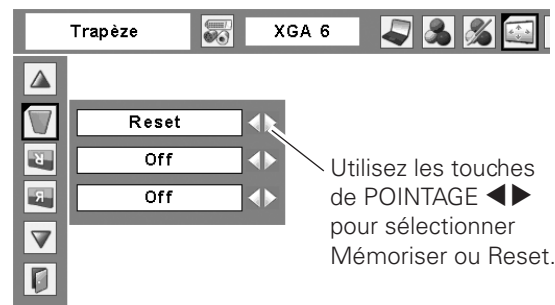 Trapèze
XGA 6
Reset
Off
Off
Utilisez les touches
de POINTAGE ◀▶
pour sélectionner
Mémoriser ou Reset.